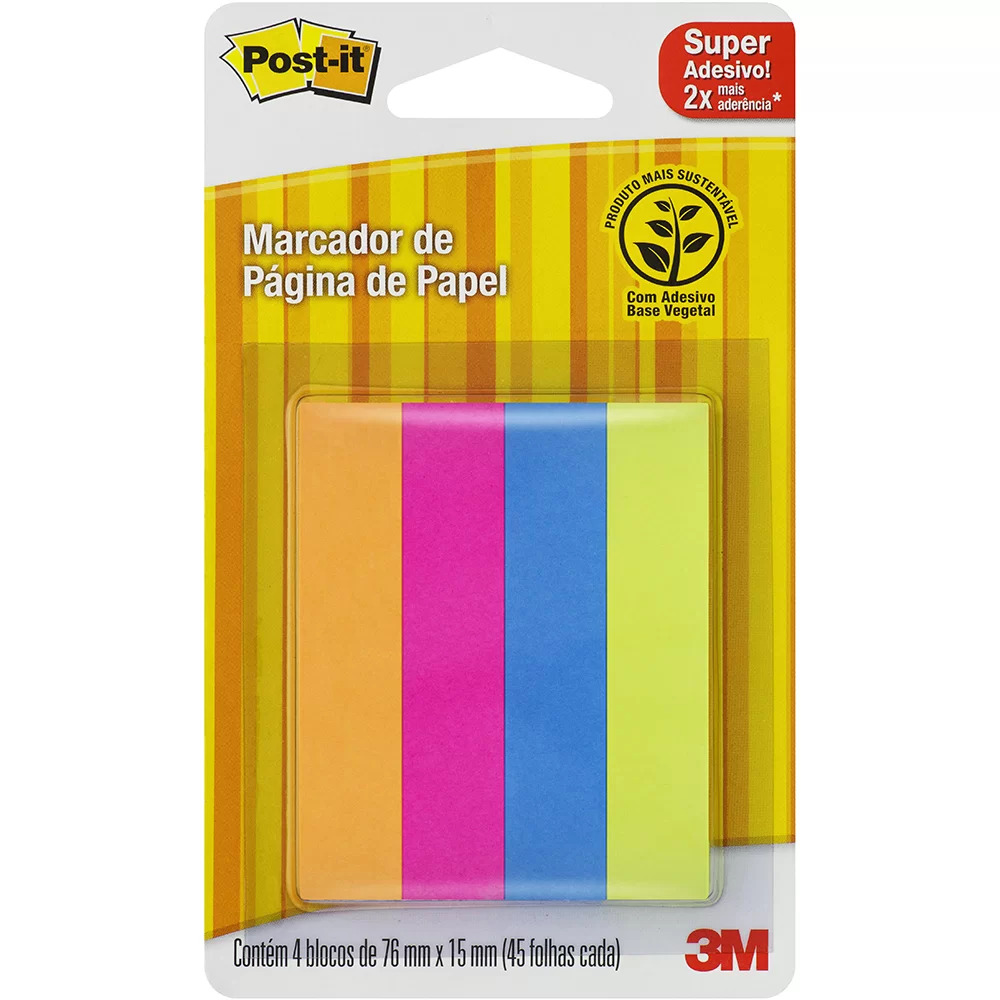 Post-it
Super
Adesivo!
2x mais
aderência*
PRODUTO MAIS SUSTENTÁVEL
Com Adesivo
Base Vegetal
Marcador de
Página de Papel
Contém 4 blocos de 76 mm x 15 mm (45 folhas cada)
3M